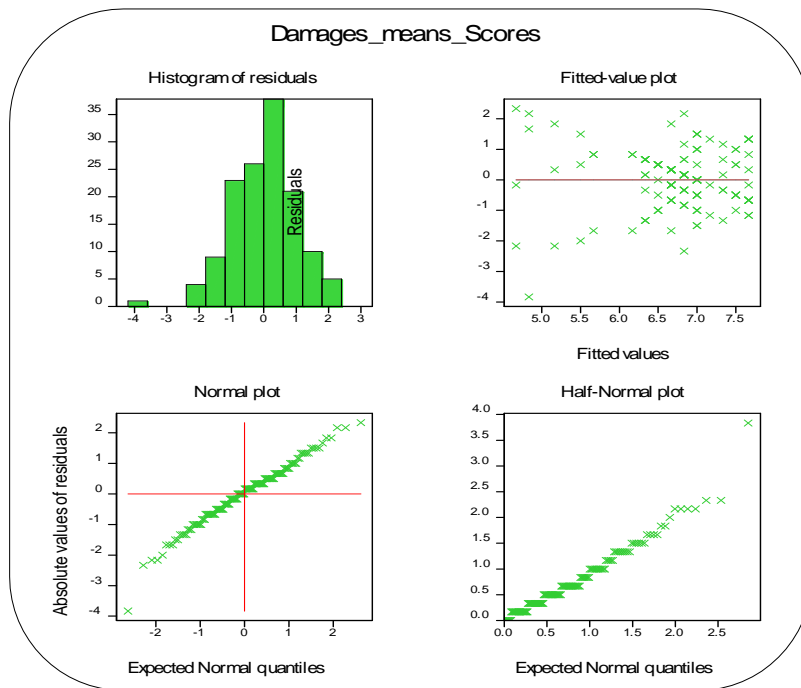 Damages_means_Scores
Histogram of residuals
35
30
25
20
15
10
5
0
-4 -3 -2 -1 0 1 2 3
Residuals
Fitted-value plot
2
1
0
-1
-2
-3
-4
5.0 5.5 6.0 6.5 7.0 7.5
Fitted values
Normal plot
Absolute values of residuals
2
1
0
-1
-2
-3
-4
-2 -1 0 1 2
Expected Normal quantiles
Half-Normal plot
4.0
3.5
3.0
2.5
2.0
1.5
1.0
0.5
0.0
0.0 0.5 1.0 1.5 2.0 2.5
Expected Normal quantiles